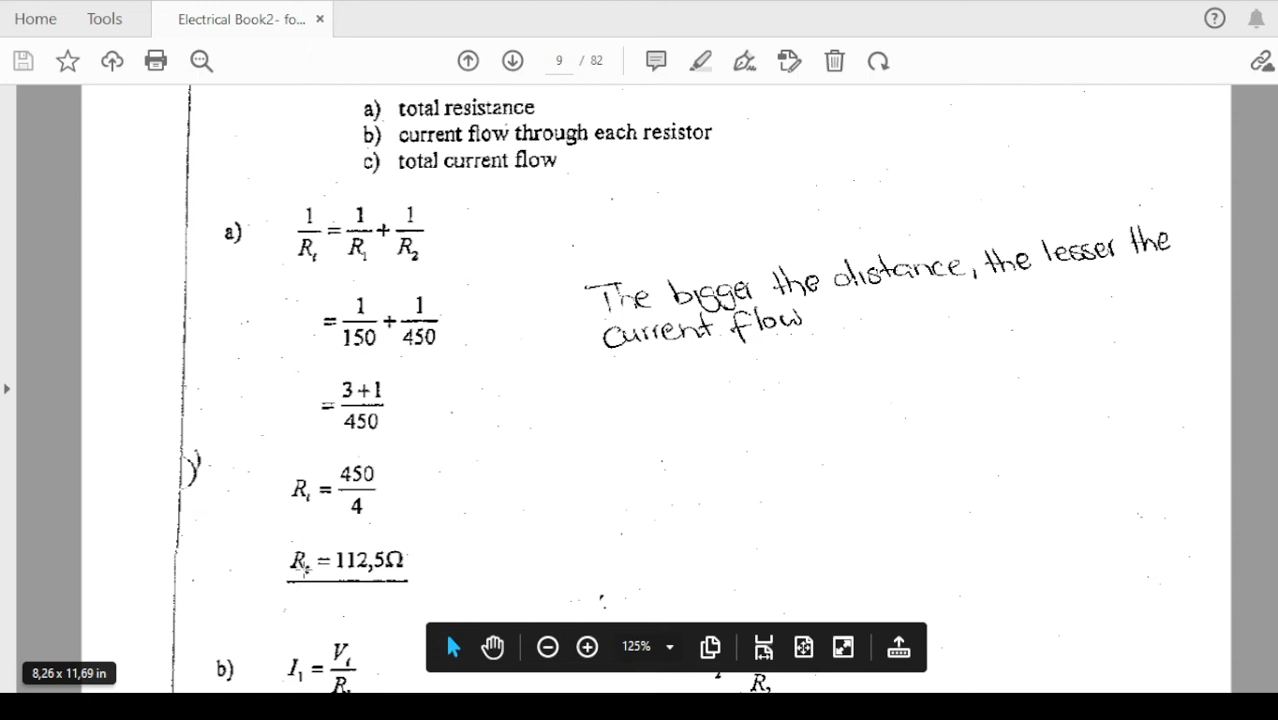 Home Tools Electrical Book2- fo... ×
9 / 82
a) total resistance
b) current flow through each resistor
c) total current flow
a) 1/Rt = 1/R1 + 1/R2
= 1/150 + 1/450
= 3+1/450
Rt = 450/4
Rt = 112,5Ω
The bigger the distance, the lesser the
current flow
b) I1 = Vt/R
R2
125%
8,26 x 11,69 in